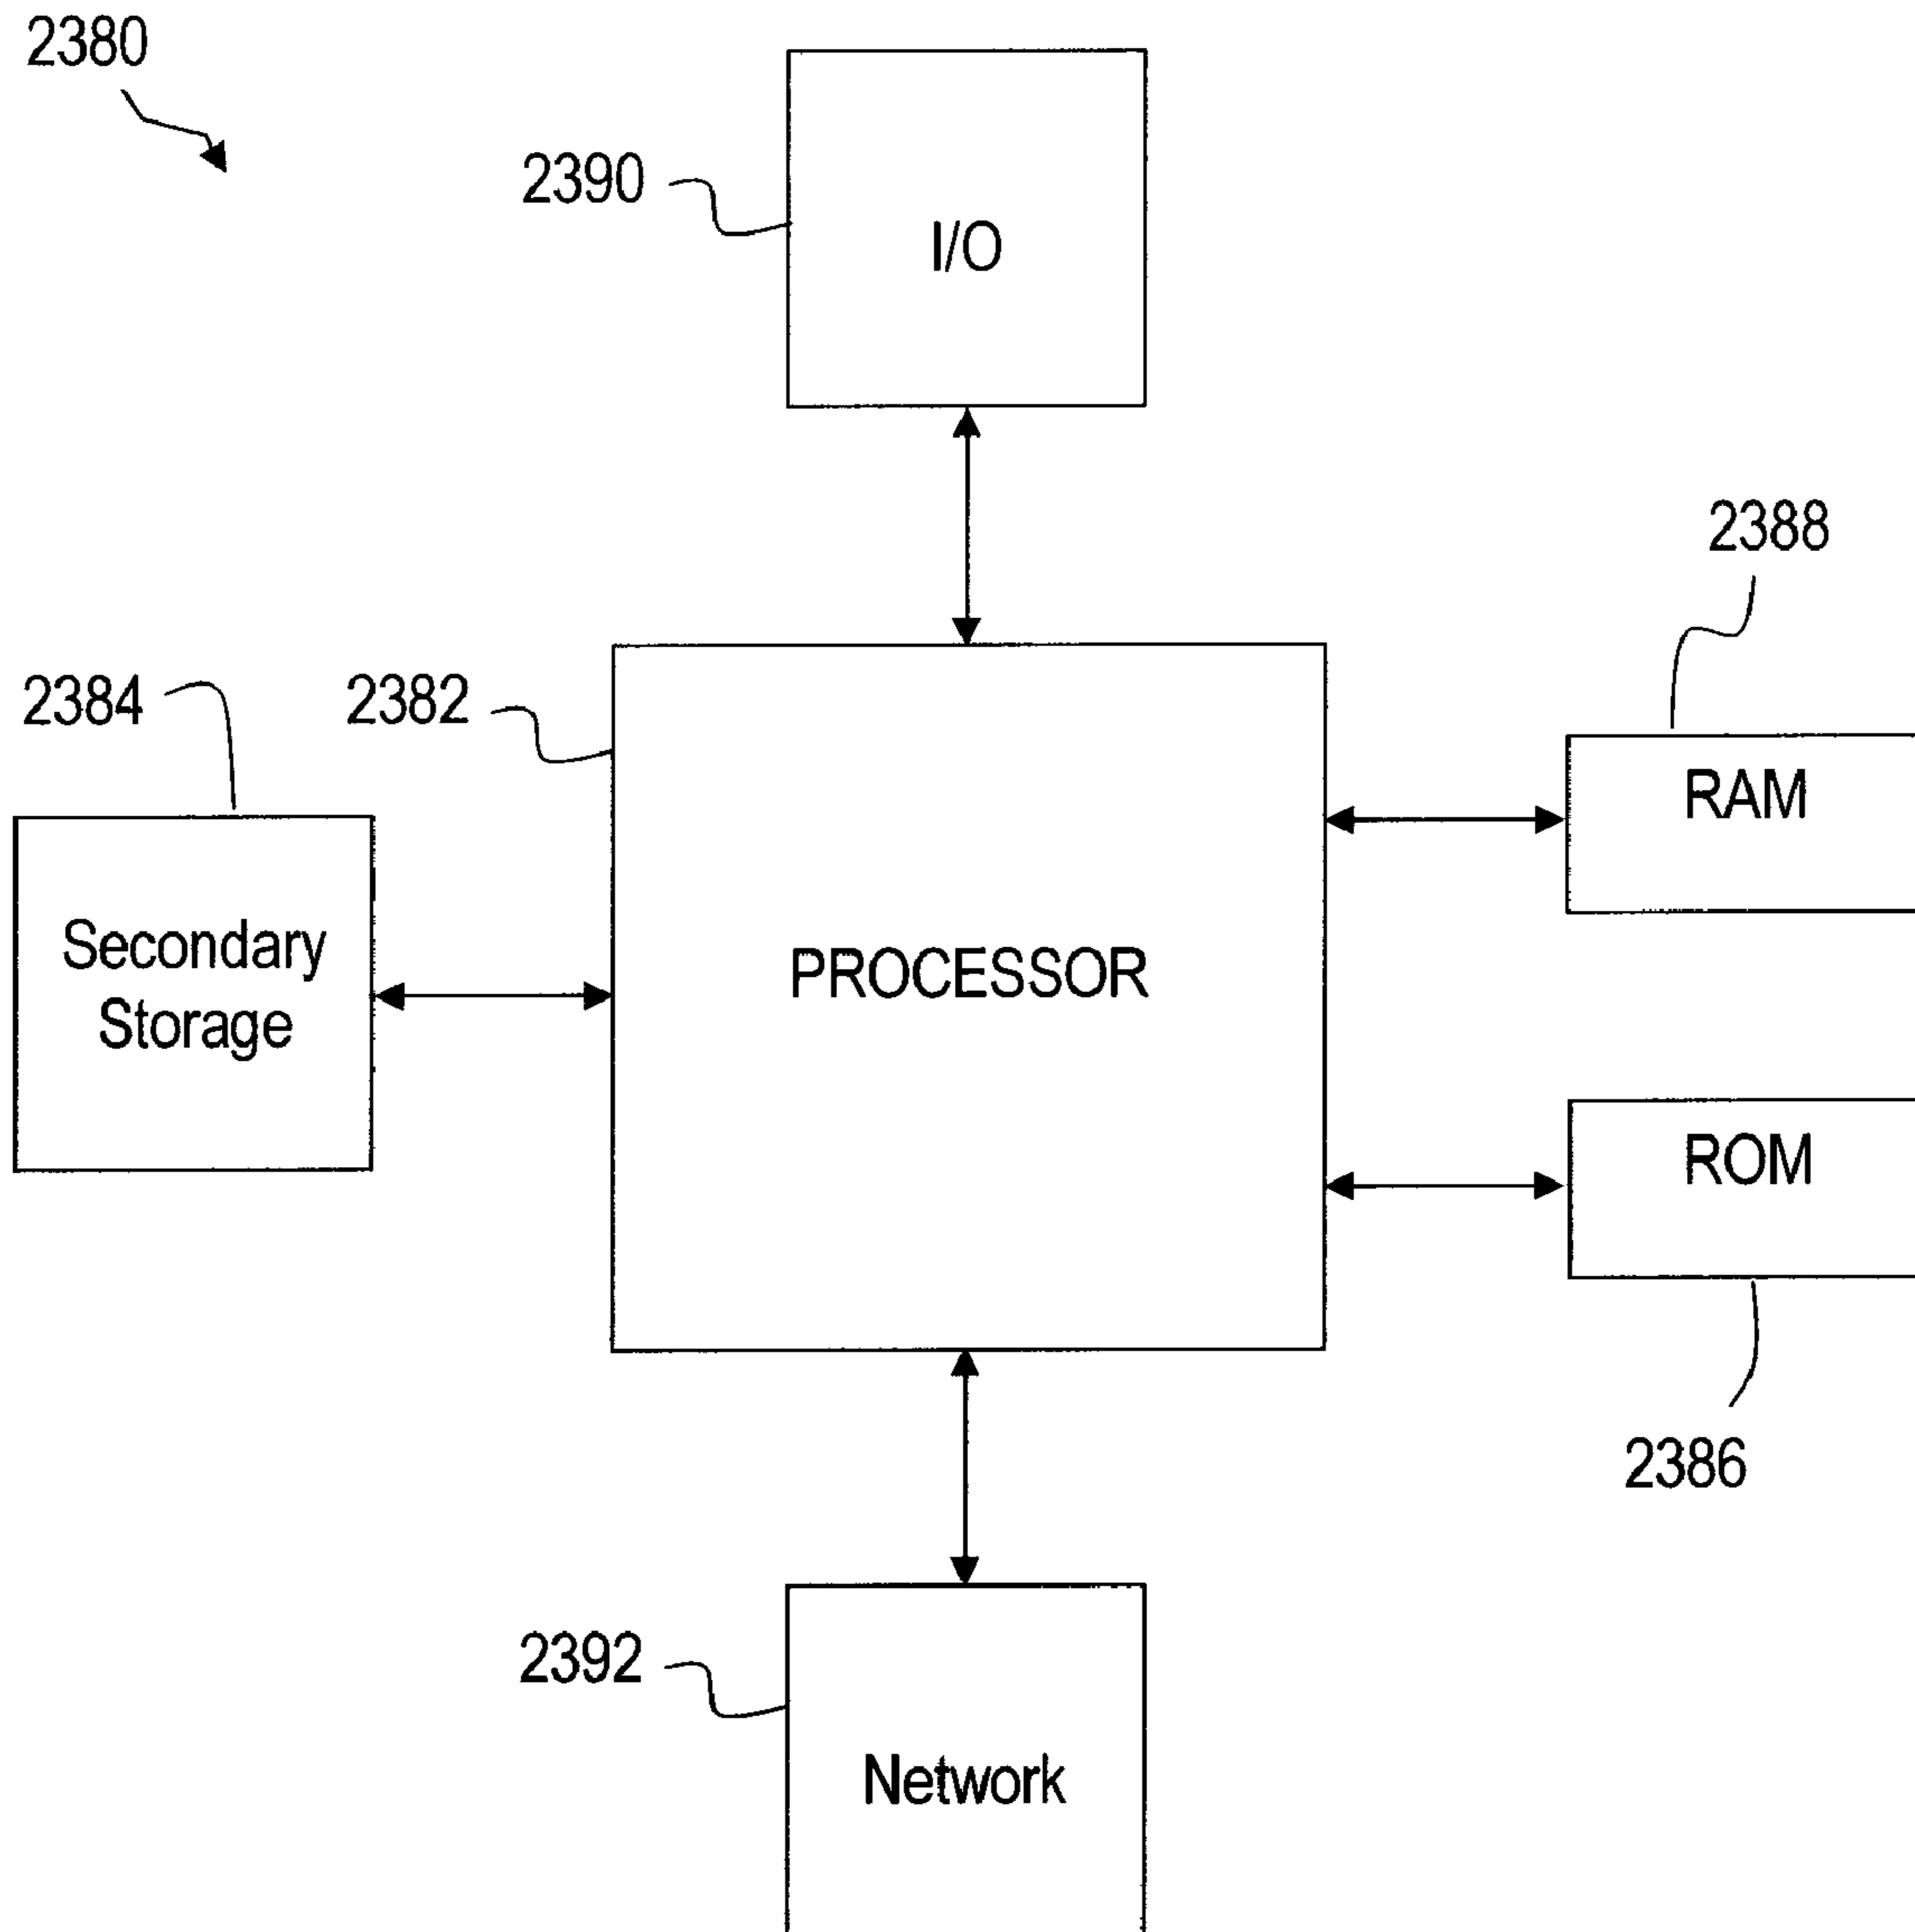 2380
2390
I/O
2388
2384
2382
RAM
Secondary
Storage
PROCESSOR
ROM
2386
2392
Network